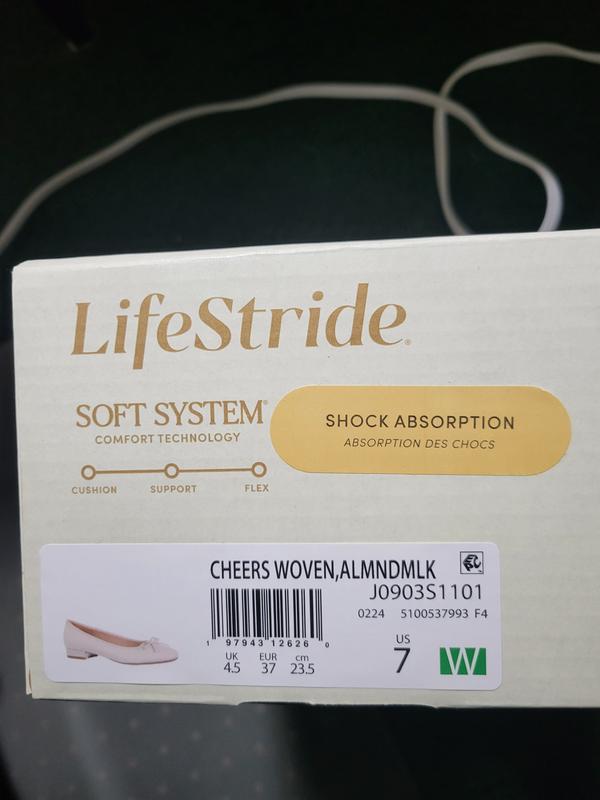 LifeStride®
SOFT SYSTEM®
COMFORT TECHNOLOGY
CUSHION SUPPORT FLEX
SHOCK ABSORPTION
ABSORPTION DES CHOCS
CHEERS WOVEN,ALMNDMLK
J0903S1101
0224 5100537993 F4
1 97943 12626 0
UK EUR cm
4.5 37 23.5
US
7 W